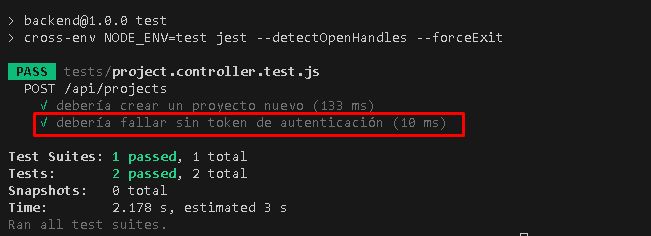 > backend@1.0.0 test
> cross-env NODE_ENV=test jest --detectOpenHandles --forceExit
PASS tests/project.controller.test.js
POST /api/projects
√ debería crear un proyecto nuevo (133 ms)
√ debería fallar sin token de autenticación (10 ms)
Test Suites: 1 passed, 1 total
Tests: 2 passed, 2 total
Snapshots: 0 total
Time: 2.178 s, estimated 3 s
Ran all test suites.